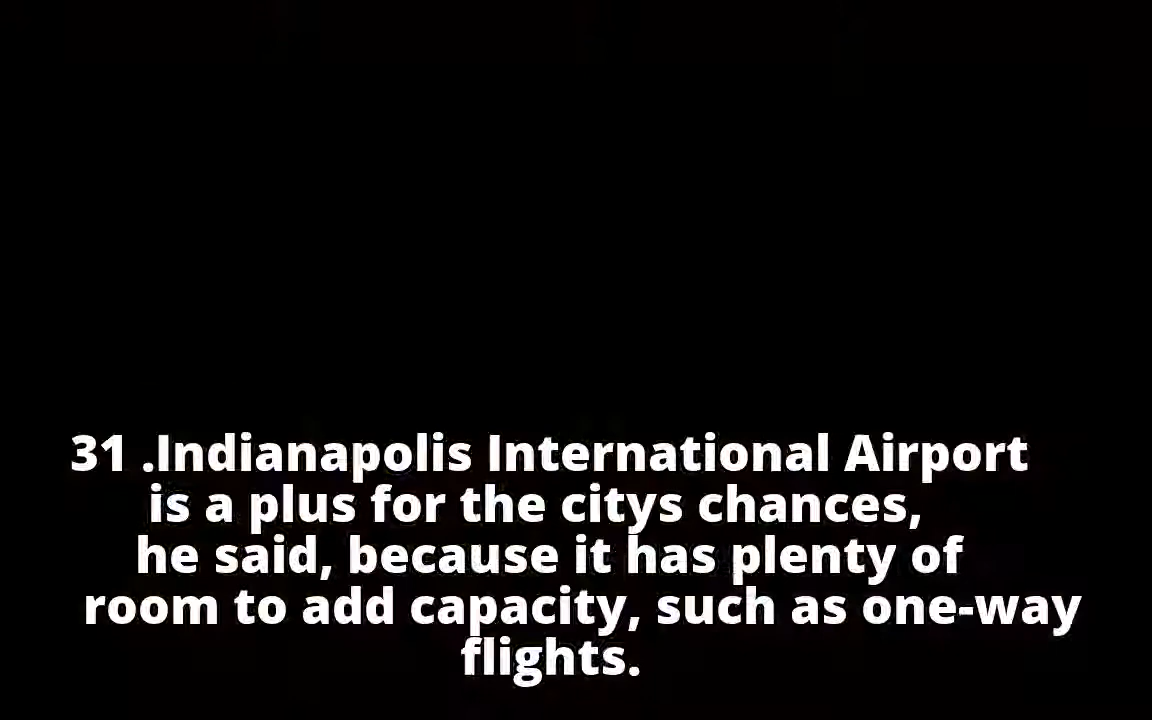 31 .Indianapolis International Airport
is a plus for the citys chances,
he said, because it has plenty of
room to add capacity, such as one-way
flights.